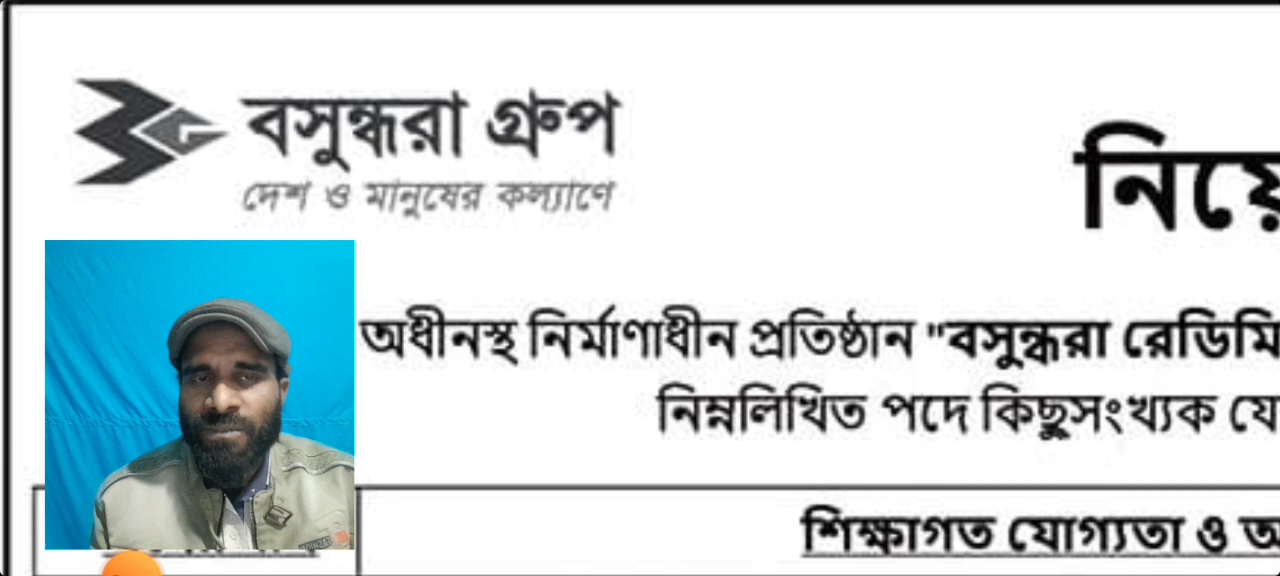 বসুন্ধরা গ্রুপ
দেশ ও মানুষের কল্যাণে
অধীনস্থ নির্মাণাধীন প্রতিষ্ঠান "বসুন্ধরা
নিম্নলিখিত পদে কিছুসংখ্যক
শিক্ষাগত যোগ্যতা ও